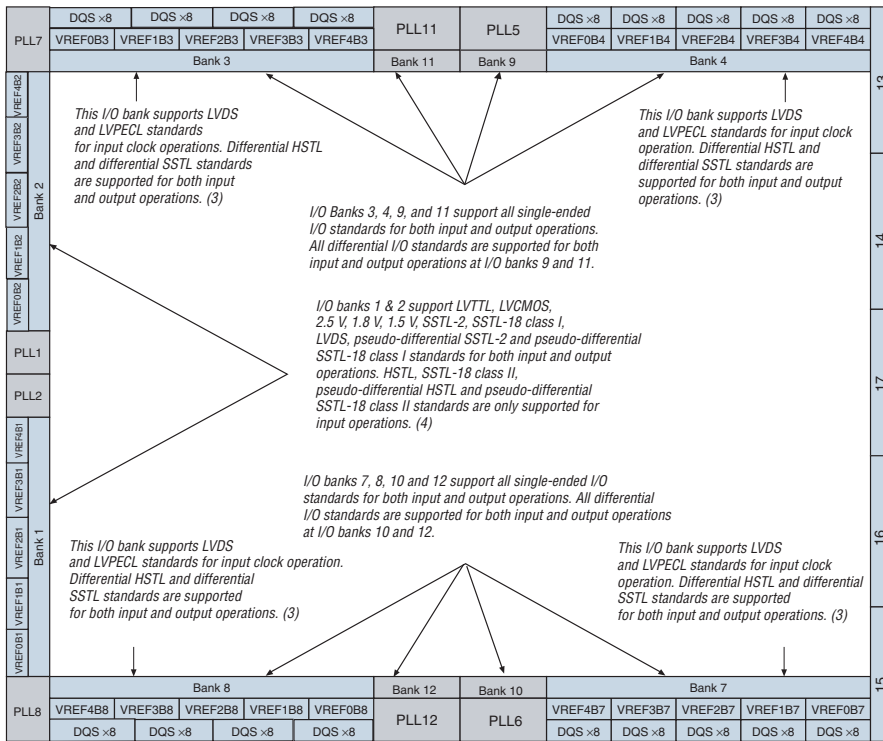 PLL7
DQS ×8 DQS ×8 DQS ×8 DQS ×8
VREF0B3 VREF1B3 VREF2B3 VREF3B3 VREF4B3
Bank 3
PLL11
Bank 11
PLL5
Bank 9
DQS ×8 DQS ×8 DQS ×8 DQS ×8 DQS ×8
VREF0B4 VREF1B4 VREF2B4 VREF3B4 VREF4B4
Bank 4
VREF4B2
VREF3B2
VREF2B2
VREF1B2
VREF0B2
Bank 2
PLL1
PLL2
VREF4B1
VREF3B1
VREF2B1
VREF1B1
VREF0B1
Bank 1
This I/O bank supports LVDS
and LVPECL standards
for input clock operations. Differential HSTL
and differential SSTL standards
are supported for both input
and output operations. (3)
This I/O bank supports LVDS
and LVPECL standards for input clock
operation. Differential HSTL and
differential SSTL standards are
supported for both input and output
operations. (3)
I/O Banks 3, 4, 9, and 11 support all single-ended
I/O standards for both input and output operations.
All differential I/O standards are supported for both
input and output operations at I/O banks 9 and 11.
I/O banks 1 & 2 support LVTTL, LVCMOS,
2.5 V, 1.8 V, 1.5 V, SSTL-2, SSTL-18 class I,
LVDS, pseudo-differential SSTL-2 and pseudo-differential
SSTL-18 class I standards for both input and output
operations. HSTL, SSTL-18 class II,
pseudo-differential HSTL and pseudo-differential
SSTL-18 class II standards are only supported for
input operations. (4)
I/O banks 7, 8, 10 and 12 support all single-ended I/O
standards for both input and output operations. All differential
I/O standards are supported for both input and output operations
at I/O banks 10 and 12.
This I/O bank supports LVDS
and LVPECL standards for input clock operation.
Differential HSTL and differential
SSTL standards are supported
for both input and output operations. (3)
This I/O bank supports LVDS
and LVPECL standards for input clock
operation. Differential HSTL and differential
SSTL standards are supported
for both input and output operations. (3)
13
14
17
16
15
PLL8
Bank 8
VREF4B8 VREF3B8 VREF2B8 VREF1B8 VREF0B8
DQS ×8 DQS ×8 DQS ×8 DQS ×8
Bank 12
PLL12
Bank 10
PLL6
Bank 7
VREF4B7 VREF3B7 VREF2B7 VREF1B7 VREF0B7
DQS ×8 DQS ×8 DQS ×8 DQS ×8 DQS ×8